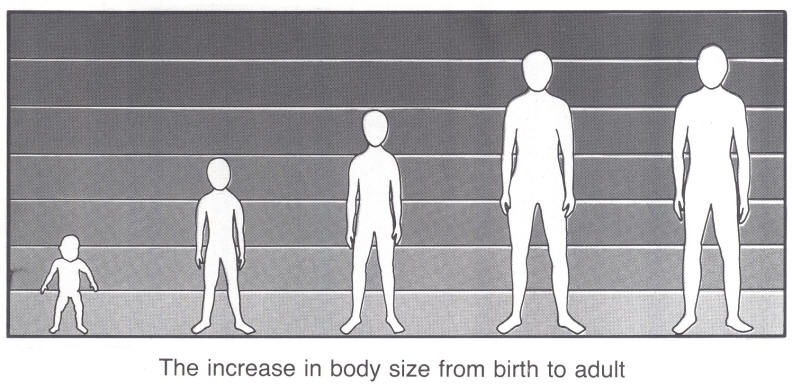 The increase in body size from birth to adult